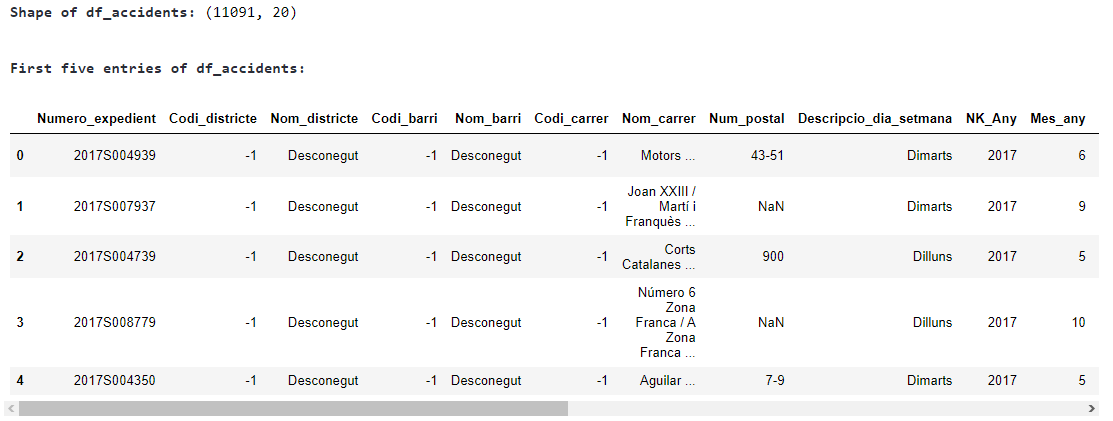 Shape of df_accidents: (11091, 20)
First five entries of df_accidents:
Numero_expedient Codi_districte Nom_districte Codi_barri Nom_barri Codi_carrer Nom_carrer Num_postal Descripcio_dia_setmana NK_Any Mes_any
0 2017S004939 -1 Desconegut -1 Desconegut -1 Motors ... 43-51 Dimarts 2017 6
1 2017S007937 -1 Desconegut -1 Desconegut -1 Joan XXIII / Martí i Franquès ... NaN Dimarts 2017 9
2 2017S004739 -1 Desconegut -1 Desconegut -1 Corts Catalanes ... 900 Dilluns 2017 5
3 2017S008779 -1 Desconegut -1 Desconegut -1 Número 6 Zona Franca / A Zona Franca ... NaN Dilluns 2017 10
4 2017S004350 -1 Desconegut -1 Desconegut -1 Aguilar ... 7-9 Dimarts 2017 5